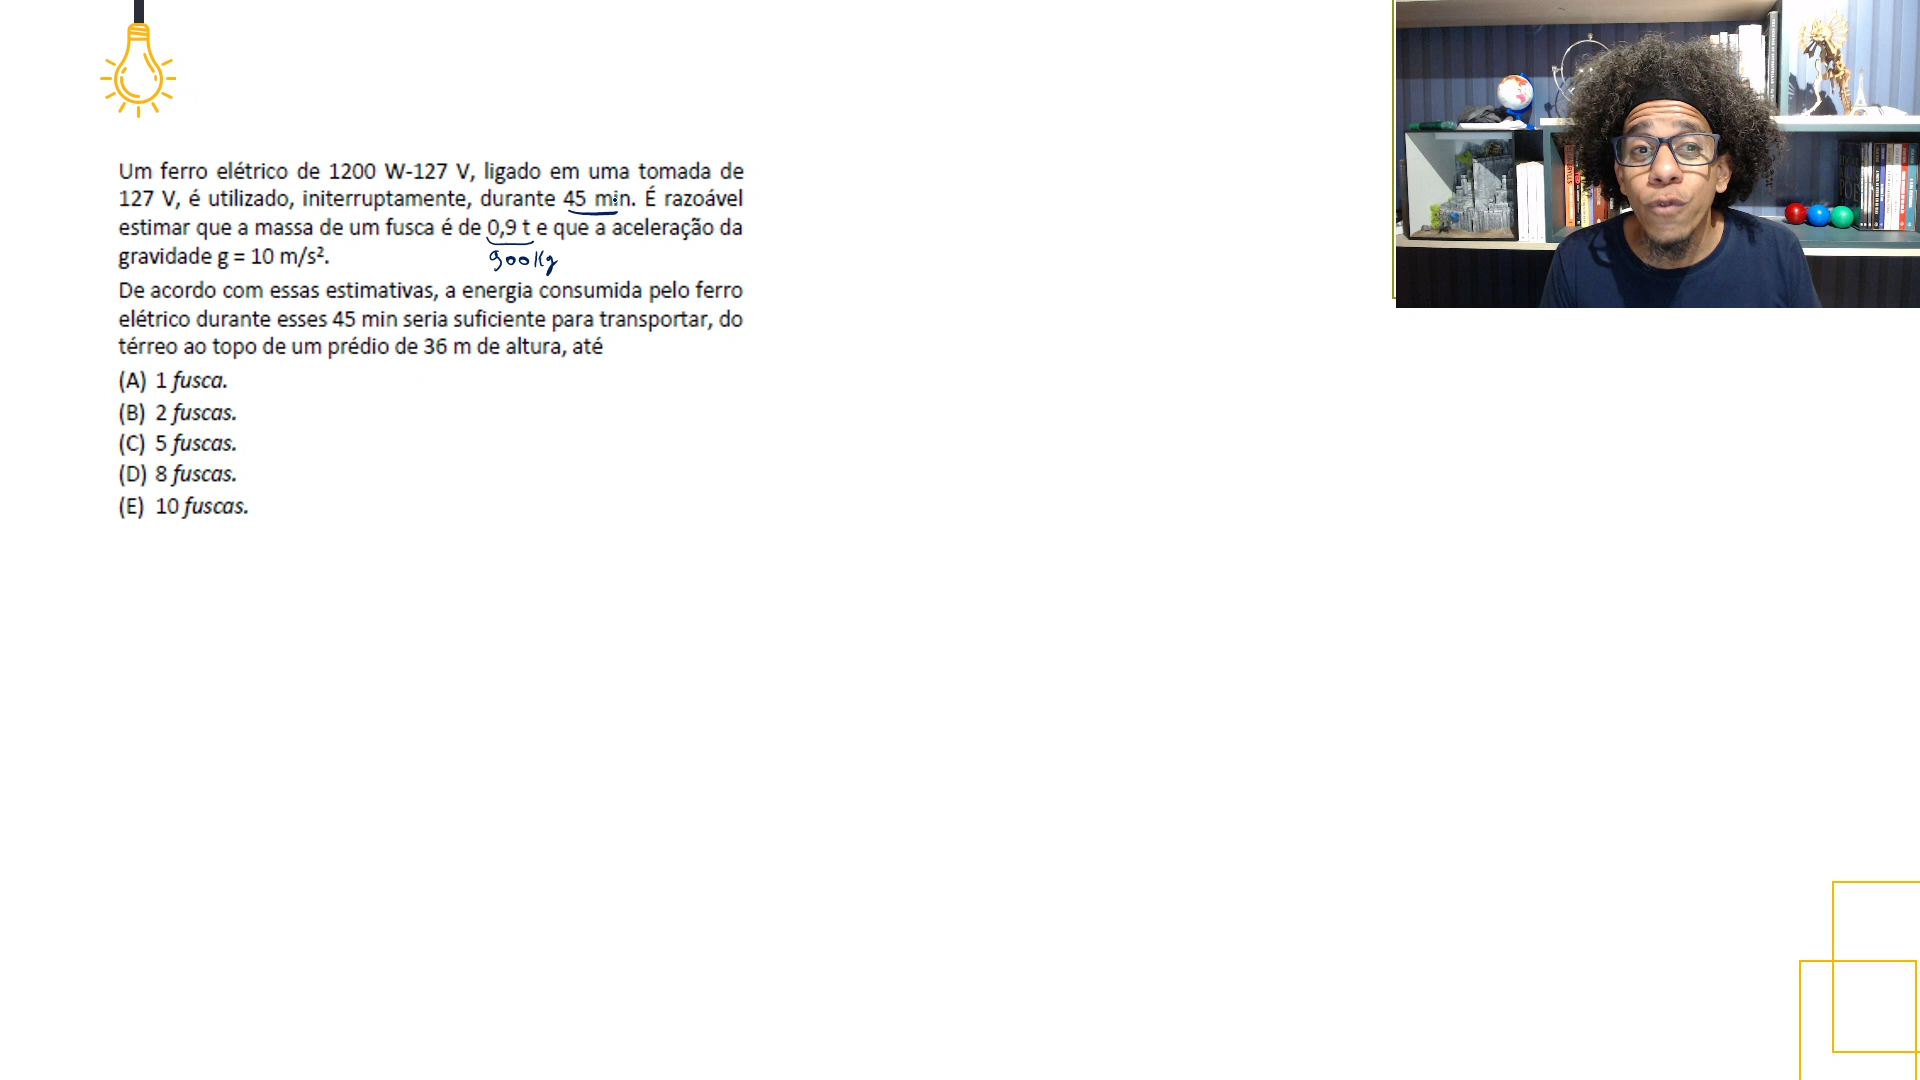 Um ferro elétrico de 1200 W-127 V, ligado em uma tomada de
127 V, é utilizado, initerruptamente, durante 45 min. É razoável
estimar que a massa de um fusca é de 0,9 t e que a aceleração da
gravidade g = 10 m/s².
900Kg
De acordo com essas estimativas, a energia consumida pelo ferro
elétrico durante esses 45 min seria suficiente para transportar, do
térreo ao topo de um prédio de 36 m de altura, até
(A) 1 fusca.
(B) 2 fuscas.
(C) 5 fuscas.
(D) 8 fuscas.
(E) 10 fuscas.